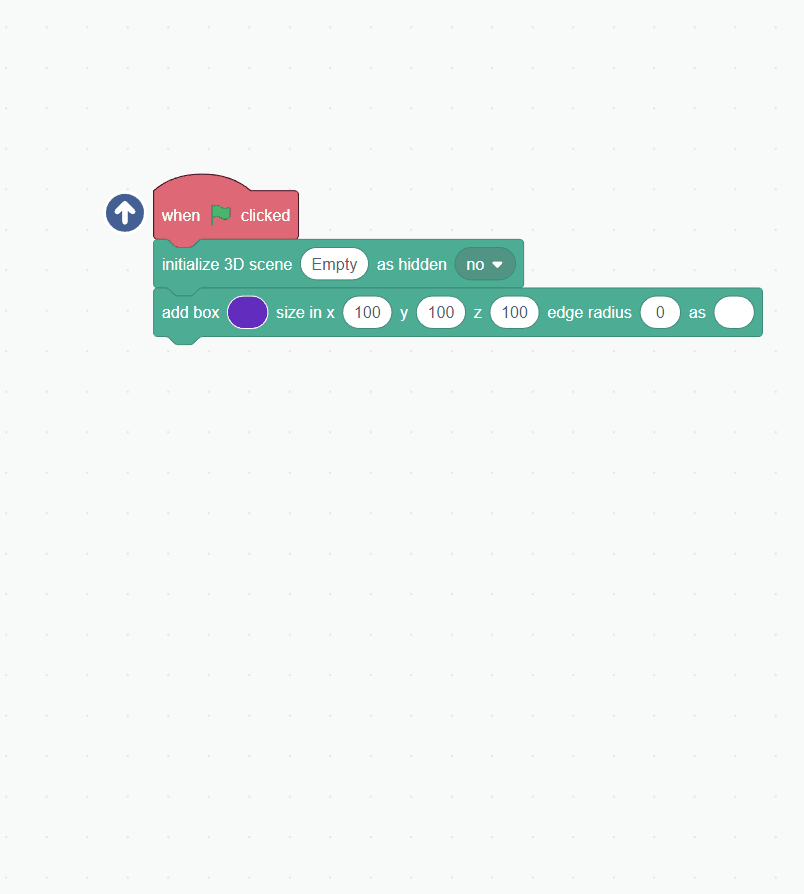 when clicked
initialize 3D scene Empty as hidden no
add box size in x 100 y 100 z 100 edge radius 0 as